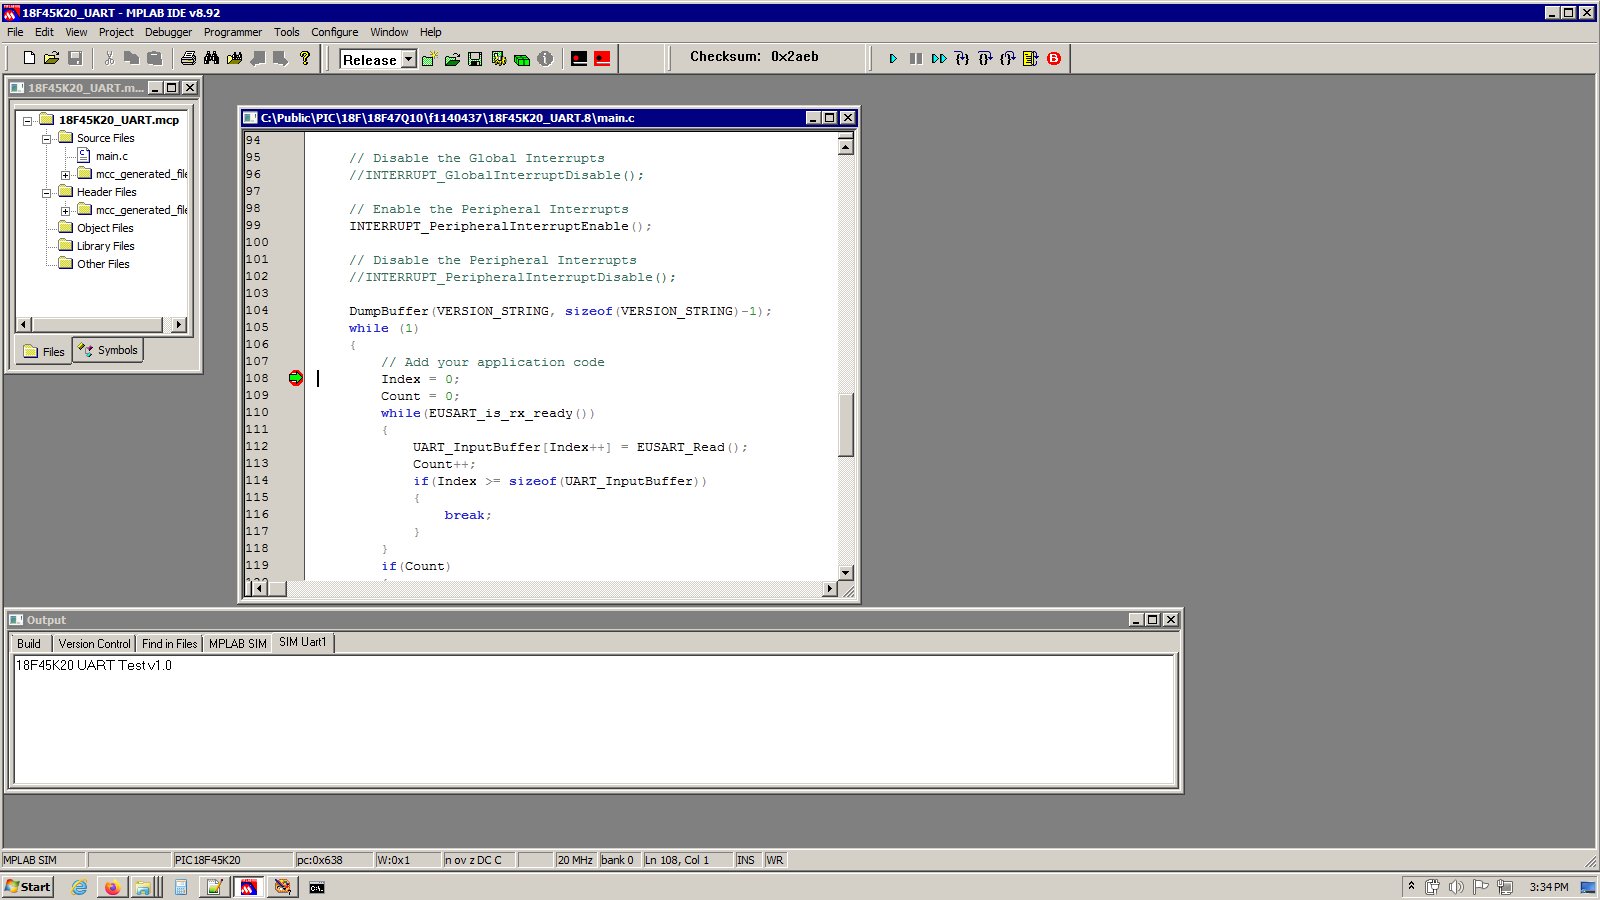 18F45K20_UART - MPLAB IDE v8.92
File Edit View Project Debugger Programmer Tools Configure Window Help
Release Checksum: 0x2aeb
18F45K20_UART.m...
18F45K20_UART.mcp
Source Files
main.c
mcc_generated_file
Header Files
mcc_generated_file
Object Files
Library Files
Other Files
Files Symbols
C:\Public\PIC\18F\18F47Q10\f1140437\18F45K20_UART.8\main.c
94
95 // Disable the Global Interrupts
96 //INTERRUPT_GlobalInterruptDisable();
97
98 // Enable the Peripheral Interrupts
99 INTERRUPT_PeripheralInterruptEnable();
100
101 // Disable the Peripheral Interrupts
102 //INTERRUPT_PeripheralInterruptDisable();
103
104 DumpBuffer(VERSION_STRING, sizeof(VERSION_STRING)-1);
105 while (1)
106 {
107 // Add your application code
108 Index = 0;
109 Count = 0;
110 while(EUSART_is_rx_ready())
111 {
112 UART_InputBuffer[Index++] = EUSART_Read();
113 Count++;
114 if(Index >= sizeof(UART_InputBuffer))
115 {
116 break;
117 }
118 }
119 if(Count)
Output
Build Version Control Find in Files MPLAB SIM SIM Uart1
18F45K20 UART Test v1.0
MPLAB SIM PIC18F45K20 pc:0x638 W:0x1 n ov z DC C 20 MHz bank 0 Ln 108, Col 1 INS WR
Start 3:34 PM